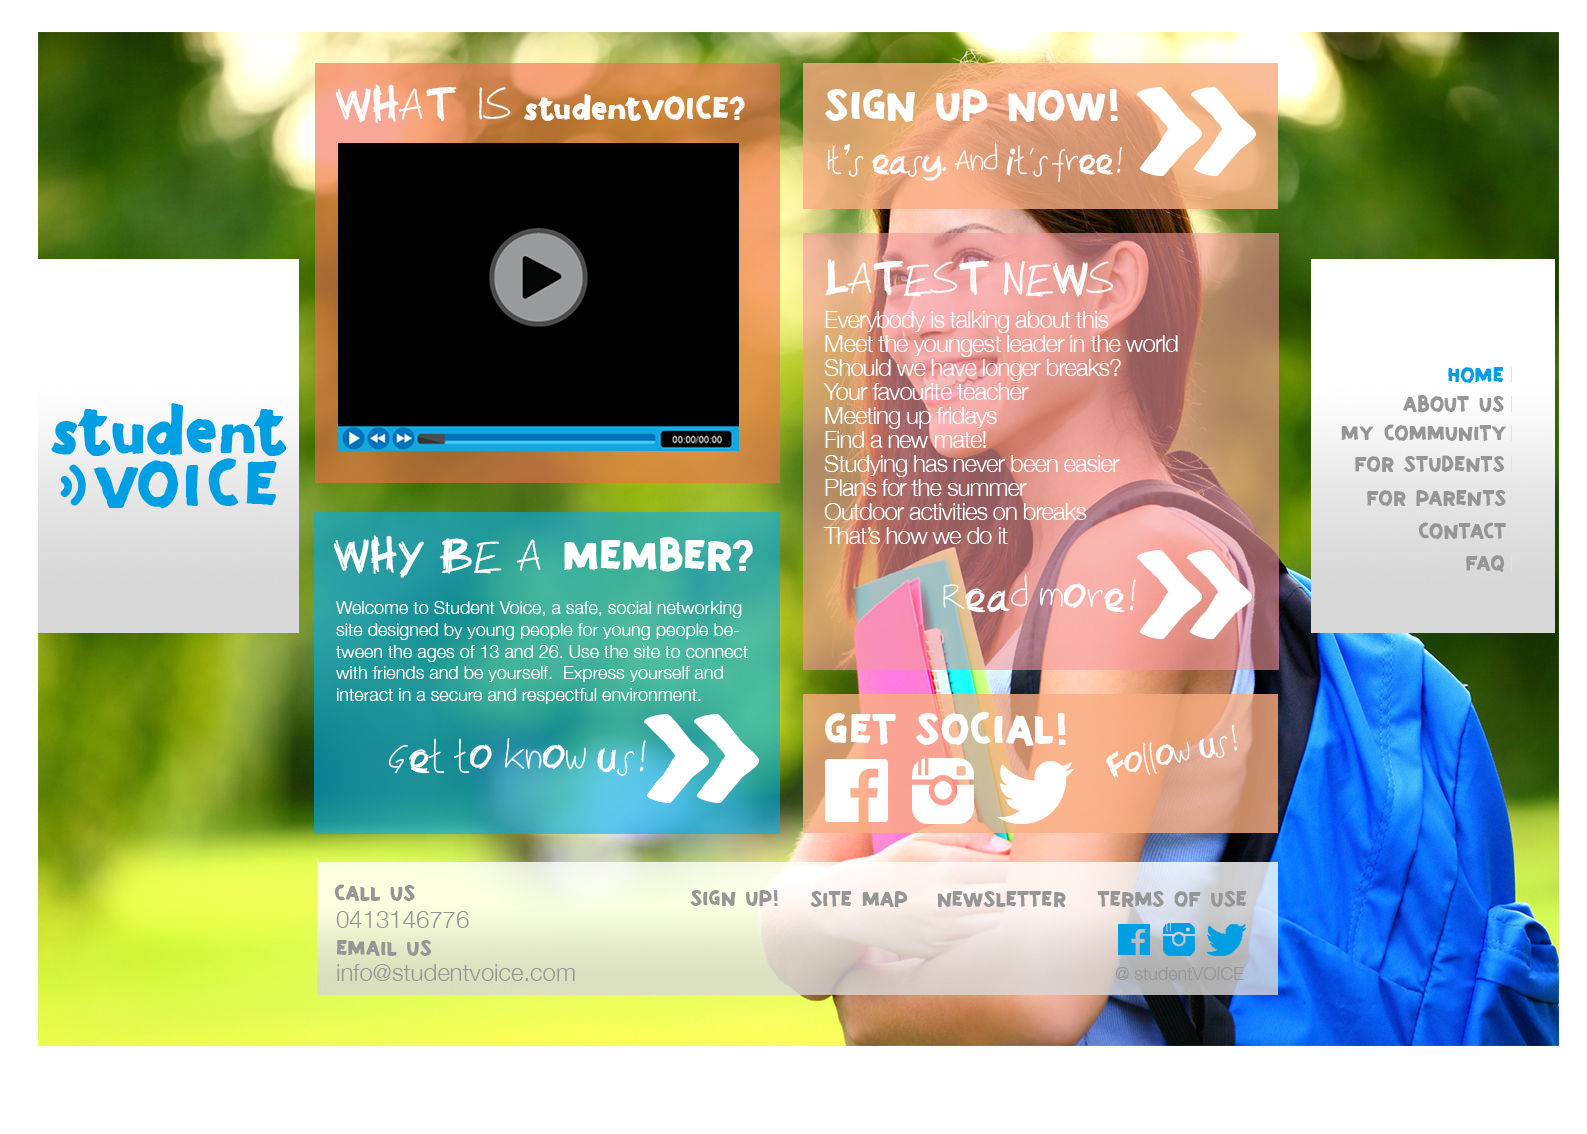 student
VOICE
WHAT IS studentVOICE?
00:00/00:00
WHY BE A MEMBER?
Welcome to Student Voice, a safe, social networking
site designed by young people for young people be-
tween the ages of 13 and 26. Use the site to connect
with friends and be yourself.  Express yourself and
interact in a secure and respectful environment.
Get to know us!
SIGN UP NOW!
It's easy. And it's free!
LATEST NEWS
Everybody is talking about this
Meet the youngest leader in the world
Should we have longer breaks?
Your favourite teacher
Meeting up fridays
Find a new mate!
Studying has never been easier
Plans for the summer
Outdoor activities on breaks
That's how we do it
Read more!
GET SOCIAL!
Follow us!
HOME
ABOUT US
MY COMMUNITY
FOR STUDENTS
FOR PARENTS
CONTACT
FAQ
CALL US
0413146776
EMAIL US
info@studentvoice.com
SIGN UP! SITE MAP NEWSLETTER TERMS OF USE
@ studentVOICE